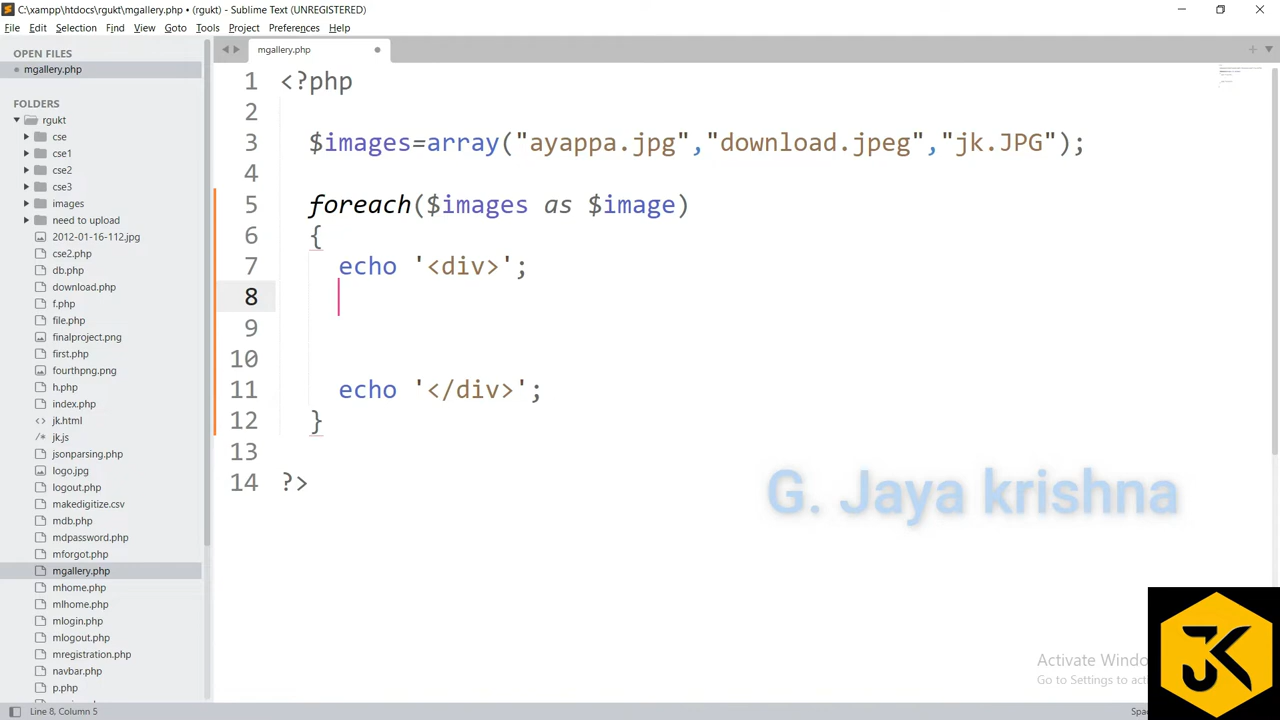 C:\xampp\htdocs\rgukt\mgallery.php • (rgukt) - Sublime Text (UNREGISTERED)
File Edit Selection Find View Goto Tools Project Preferences Help
OPEN FILES
mgallery.php
FOLDERS
rgukt
cse
cse1
cse2
cse3
images
need to upload
2012-01-16-112.jpg
cse2.php
db.php
download.php
f.php
file.php
finalproject.png
first.php
fourthpng.png
h.php
index.php
jk.html
jk.js
jsonparsing.php
logo.jpg
logout.php
makedigitize.csv
mdb.php
mdpassword.php
mforgot.php
mgallery.php
mhome.php
mlhome.php
mlogin.php
mlogout.php
mregistration.php
navbar.php
p.php
mgallery.php
1 <?php
2
3 $images=array("ayappa.jpg","download.jpeg","jk.JPG");
4
5 foreach($images as $image)
6 {
7 echo '<div>';
8
9
10
11 echo '</div>';
12 }
13
14 ?>
G. Jaya krishna
Activate Windo
Go to Settings to act
JK
Line 8, Column 5
Spac